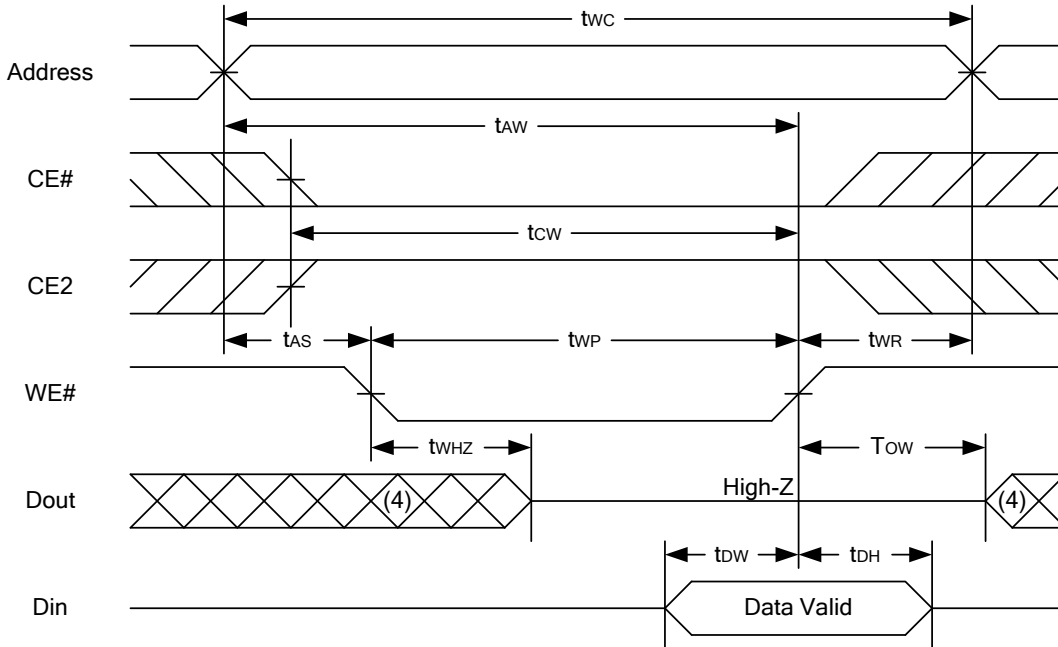 tWC
Address
tAW
CE#
tCW
CE2
tAS
tWP
tWR
WE#
tWHZ
TOW
Dout
(4)
High-Z
(4)
tDW
tDH
Din
Data Valid